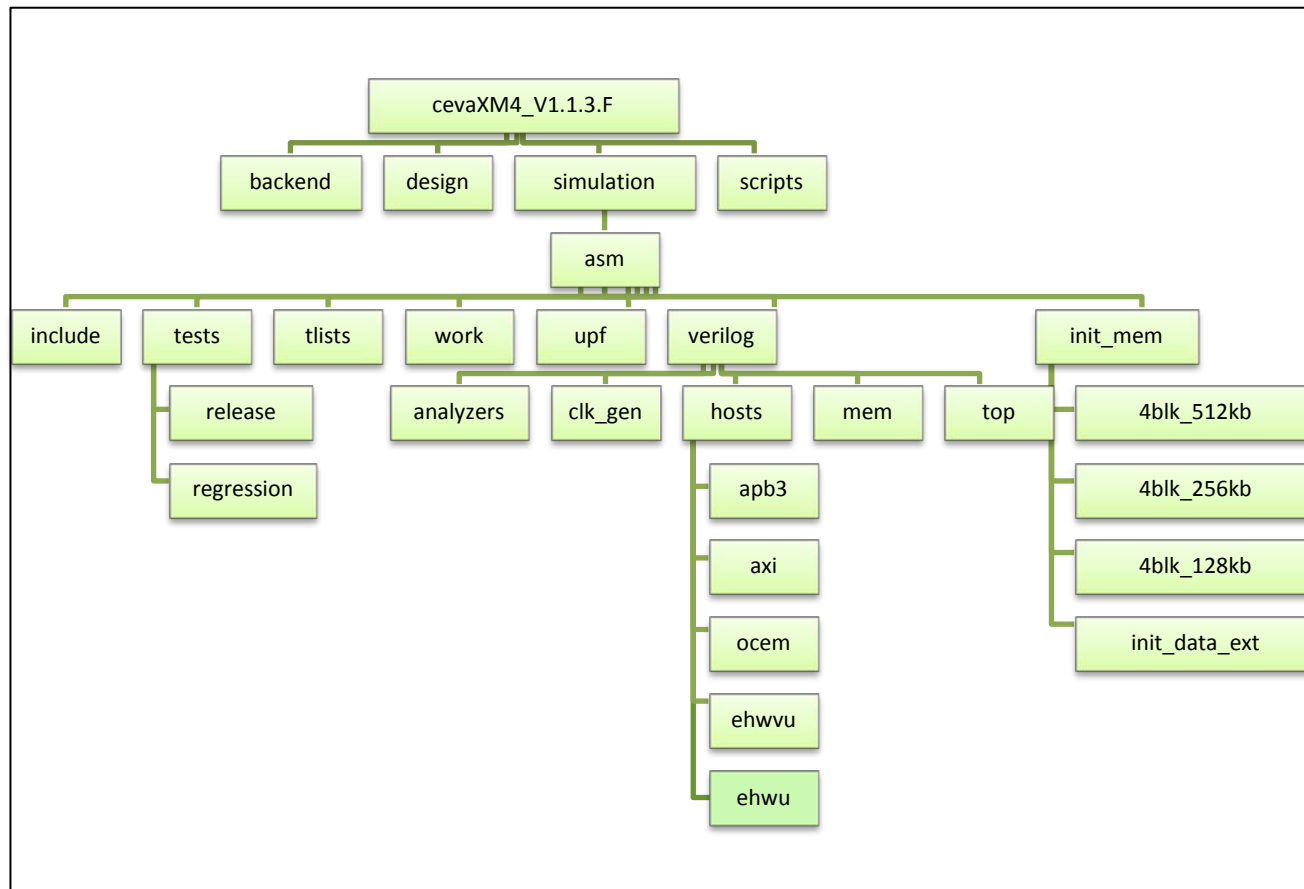 cevaXM4_V1.1.3.F
backend
design
simulation
scripts
asm
include
tests
tlists
work
upf
verilog
init_mem
release
analyzers
clk_gen
hosts
mem
top
4blk_512kb
regression
apb3
4blk_256kb
axi
4blk_128kb
ocem
init_data_ext
ehwvu
ehwu